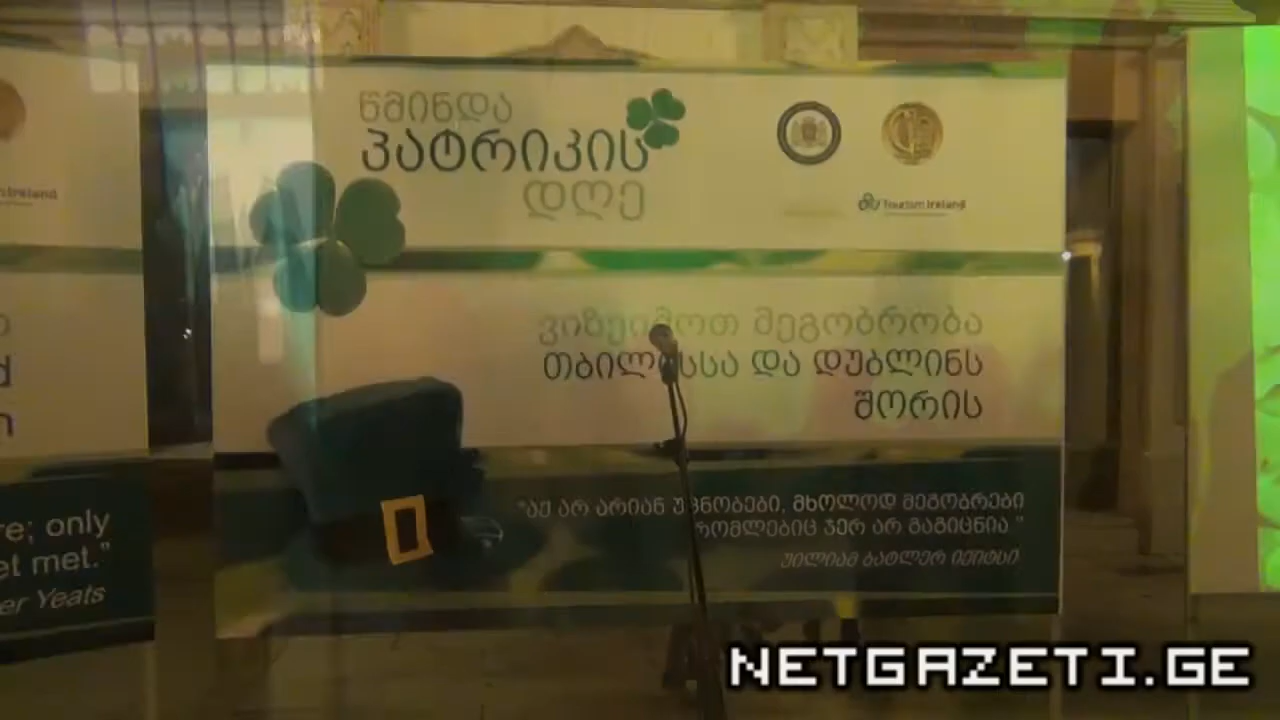 წმინდა
პატრიკის
დღე
Tourism Ireland
ვიზეიმოთ მეგობრობა
თბილისსა და დუბლინს
შორის
"აქ არ არიან უცნობები, მხოლოდ მეგობრები
რომლებიც ჯერ არ გაგიცნია "
უილიამ ბატლერ იეიტსი
Ireland
re; only
et met."
er Yeats
NETGAZETI.GE